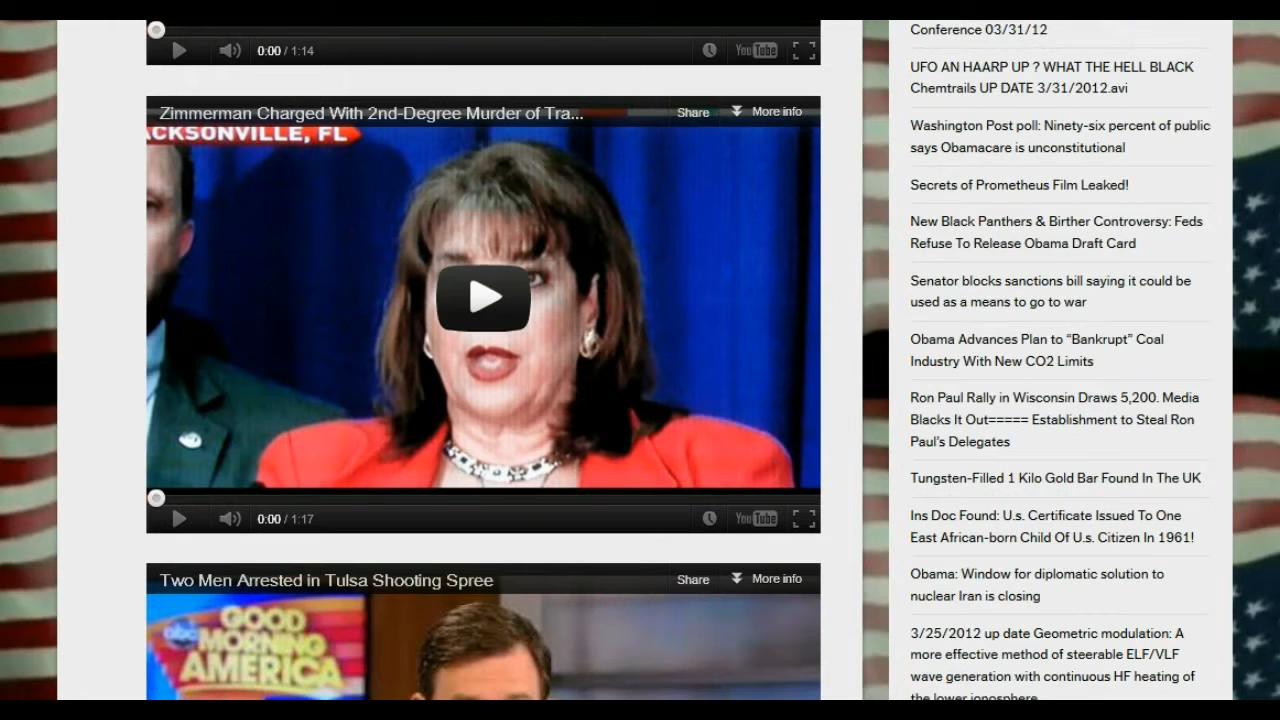 0:00 / 1:14
YouTube
Zimmerman Charged With 2nd-Degree Murder of Tra...
Share
More info
ACKSONVILLE, FL
0:00 / 1:17
YouTube
Two Men Arrested in Tulsa Shooting Spree
Share
More info
abc
GOOD
MORNING
AMERICA
Conference 03/31/12
UFO AN HAARP UP ? WHAT THE HELL BLACK
Chemtrails UP DATE 3/31/2012.avi
Washington Post poll: Ninety-six percent of public
says Obamacare is unconstitutional
Secrets of Prometheus Film Leaked!
New Black Panthers & Birther Controversy: Feds
Refuse To Release Obama Draft Card
Senator blocks sanctions bill saying it could be
used as a means to go to war
Obama Advances Plan to “Bankrupt” Coal
Industry With New CO2 Limits
Ron Paul Rally in Wisconsin Draws 5,200. Media
Blacks It Out===== Establishment to Steal Ron
Paul's Delegates
Tungsten-Filled 1 Kilo Gold Bar Found In The UK
Ins Doc Found: U.s. Certificate Issued To One
East African-born Child Of U.s. Citizen In 1961!
Obama: Window for diplomatic solution to
nuclear Iran is closing
3/25/2012 up date Geometric modulation: A
more effective method of steerable ELF/VLF
wave generation with continuous HF heating of
the lower ionosphere